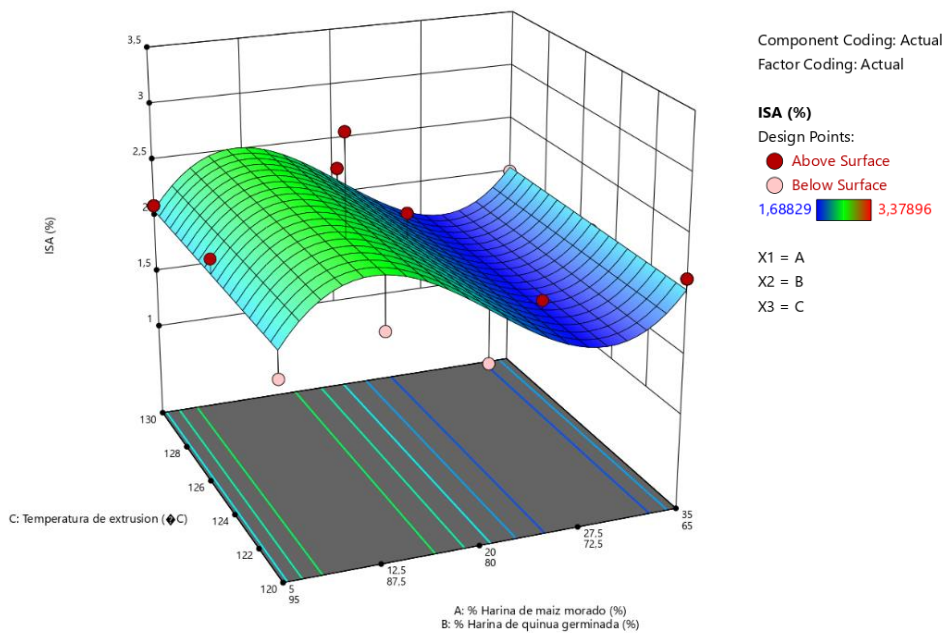 3.5
3
2,5
2
1,5
1
ISA (%)
130
128
126
124
122
120
C: Temperatura de extrusion (�C)
5
95
12.5
87.5
20
80
27.5
72.5
35
65
A: % Harina de maiz morado (%)
B: % Harina de quinua germinada (%)
Component Coding: Actual
Factor Coding: Actual
ISA (%)
Design Points:
Above Surface
Below Surface
1,68829 3,37896
X1 = A
X2 = B
X3 = C